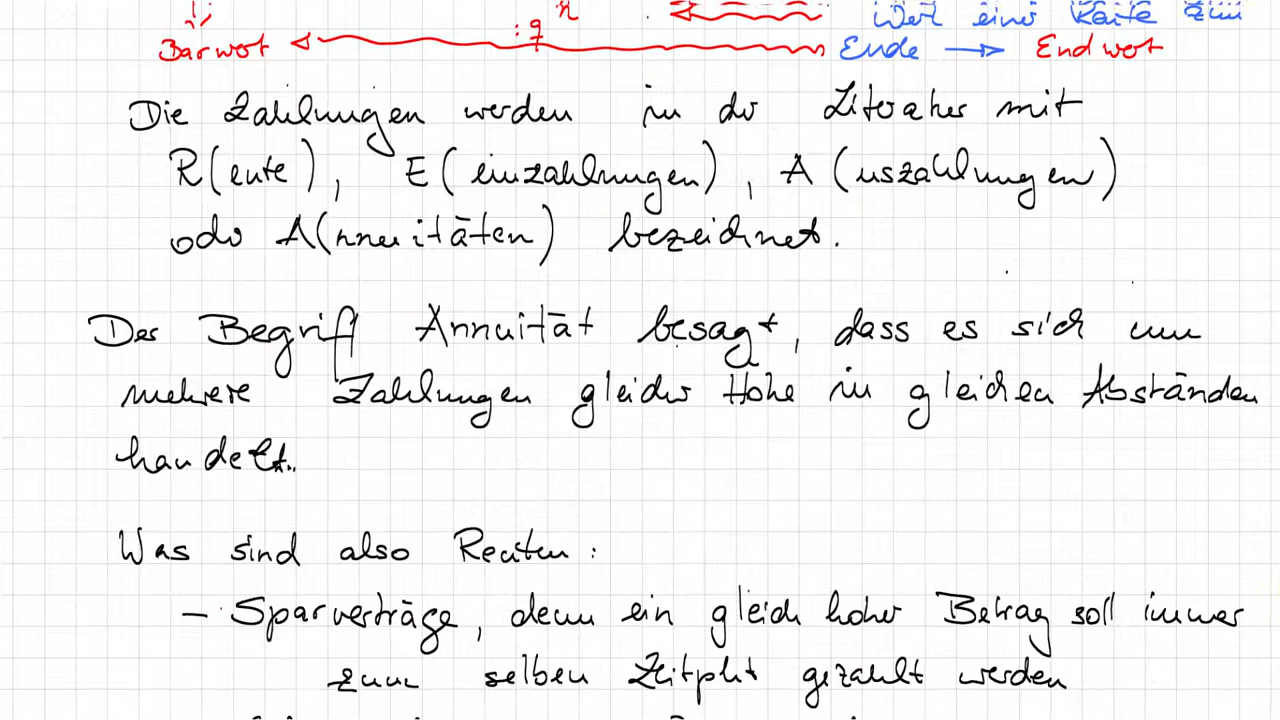 n Wert einer Rente zum
Barwert :q Ende → Endwert
Die Zahlungen werden in der Literatur mit
R(ente), E(inzahlungen), A(uszahlungen)
oder A(nnuitäten) bezeichnet.
Der Begriff Annuität besagt, dass es sich um
mehrere Zahlungen gleicher Höhe in gleichen Abständen
handelt.
Was sind also Renten:
- Sparverträge, denn ein gleich hoher Betrag soll immer
zum selben Zeitpkt gezahlt werden